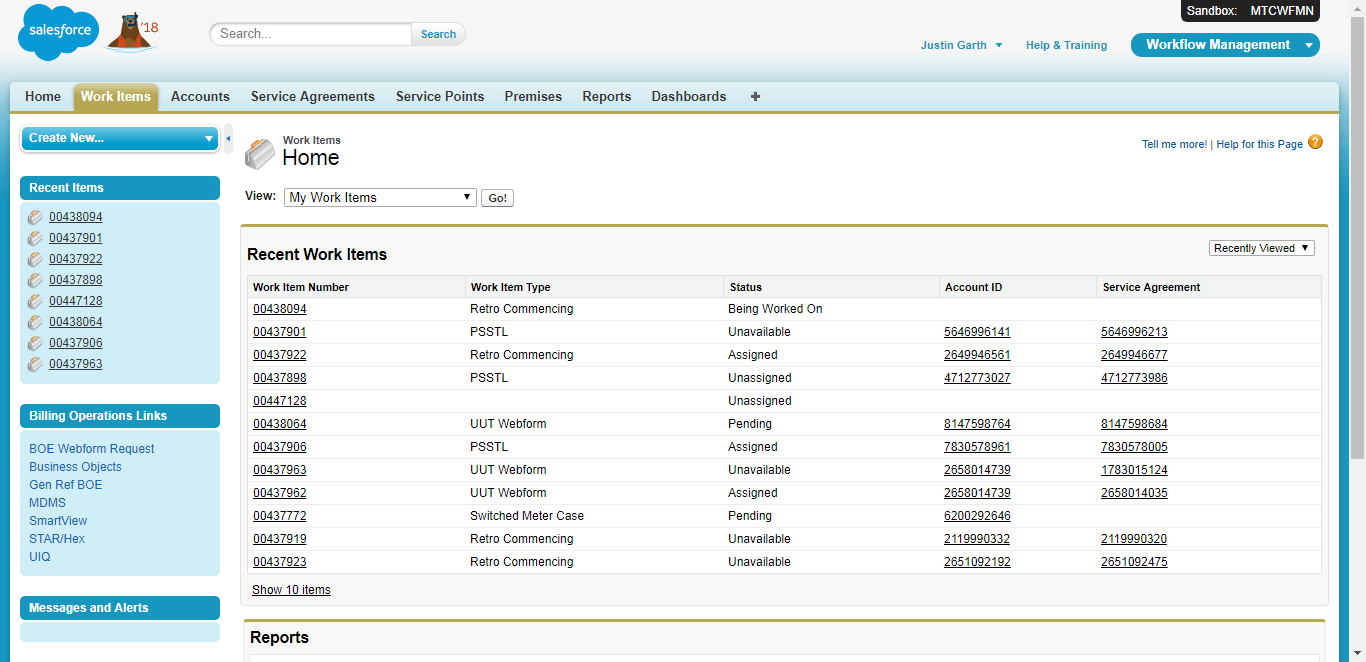 Sandbox: MTCWFMN
salesforce '18 Search... Search
Justin Garth Help & Training Workflow Management
Home Work Items Accounts Service Agreements Service Points Premises Reports Dashboards +
Create New...
Recent Items
00438094
00437901
00437922
00437898
00447128
00438064
00437906
00437963
Billing Operations Links
BOE Webform Request
Business Objects
Gen Ref BOE
MDMS
SmartView
STAR/Hex
UIQ
Messages and Alerts
Work Items
Home
Tell me more! | Help for this Page ?
View: My Work Items Go!
Recent Work Items Recently Viewed
Work Item Number Work Item Type Status Account ID Service Agreement
00438094 Retro Commencing Being Worked On
00437901 PSSTL Unavailable 5646996141 5646996213
00437922 Retro Commencing Assigned 2649946561 2649946677
00437898 PSSTL Unassigned 4712773027 4712773986
00447128 Unassigned
00438064 UUT Webform Pending 8147598764 8147598684
00437906 PSSTL Assigned 7830578961 7830578005
00437963 UUT Webform Unavailable 2658014739 1783015124
00437962 UUT Webform Assigned 2658014739 2658014035
00437772 Switched Meter Case Pending 6200292646
00437919 Retro Commencing Unavailable 2119990332 2119990320
00437923 Retro Commencing Unavailable 2651092192 2651092475
Show 10 items
Reports